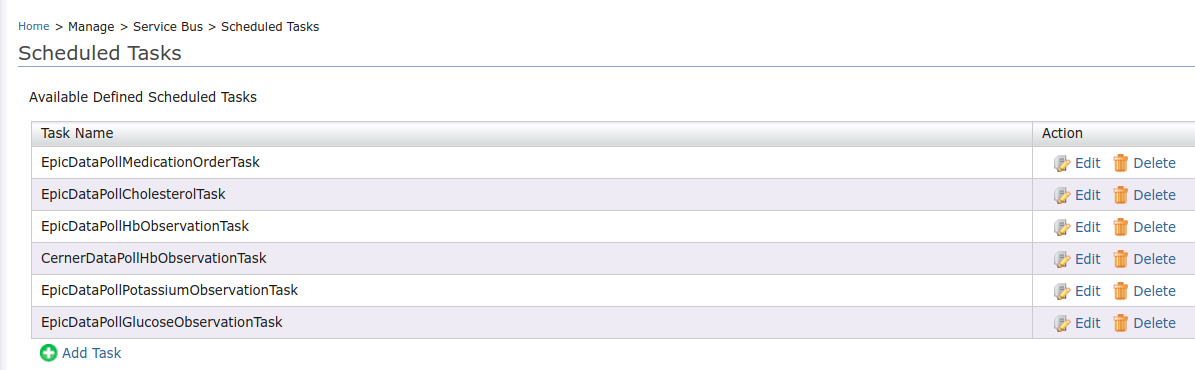 Home > Manage > Service Bus > Scheduled Tasks
Scheduled Tasks
Available Defined Scheduled Tasks
Task Name Action
EpicDataPollMedicationOrderTask Edit Delete
EpicDataPollCholesterolTask Edit Delete
EpicDataPollHbObservationTask Edit Delete
CernerDataPollHbObservationTask Edit Delete
EpicDataPollPotassiumObservationTask Edit Delete
EpicDataPollGlucoseObservationTask Edit Delete
Add Task